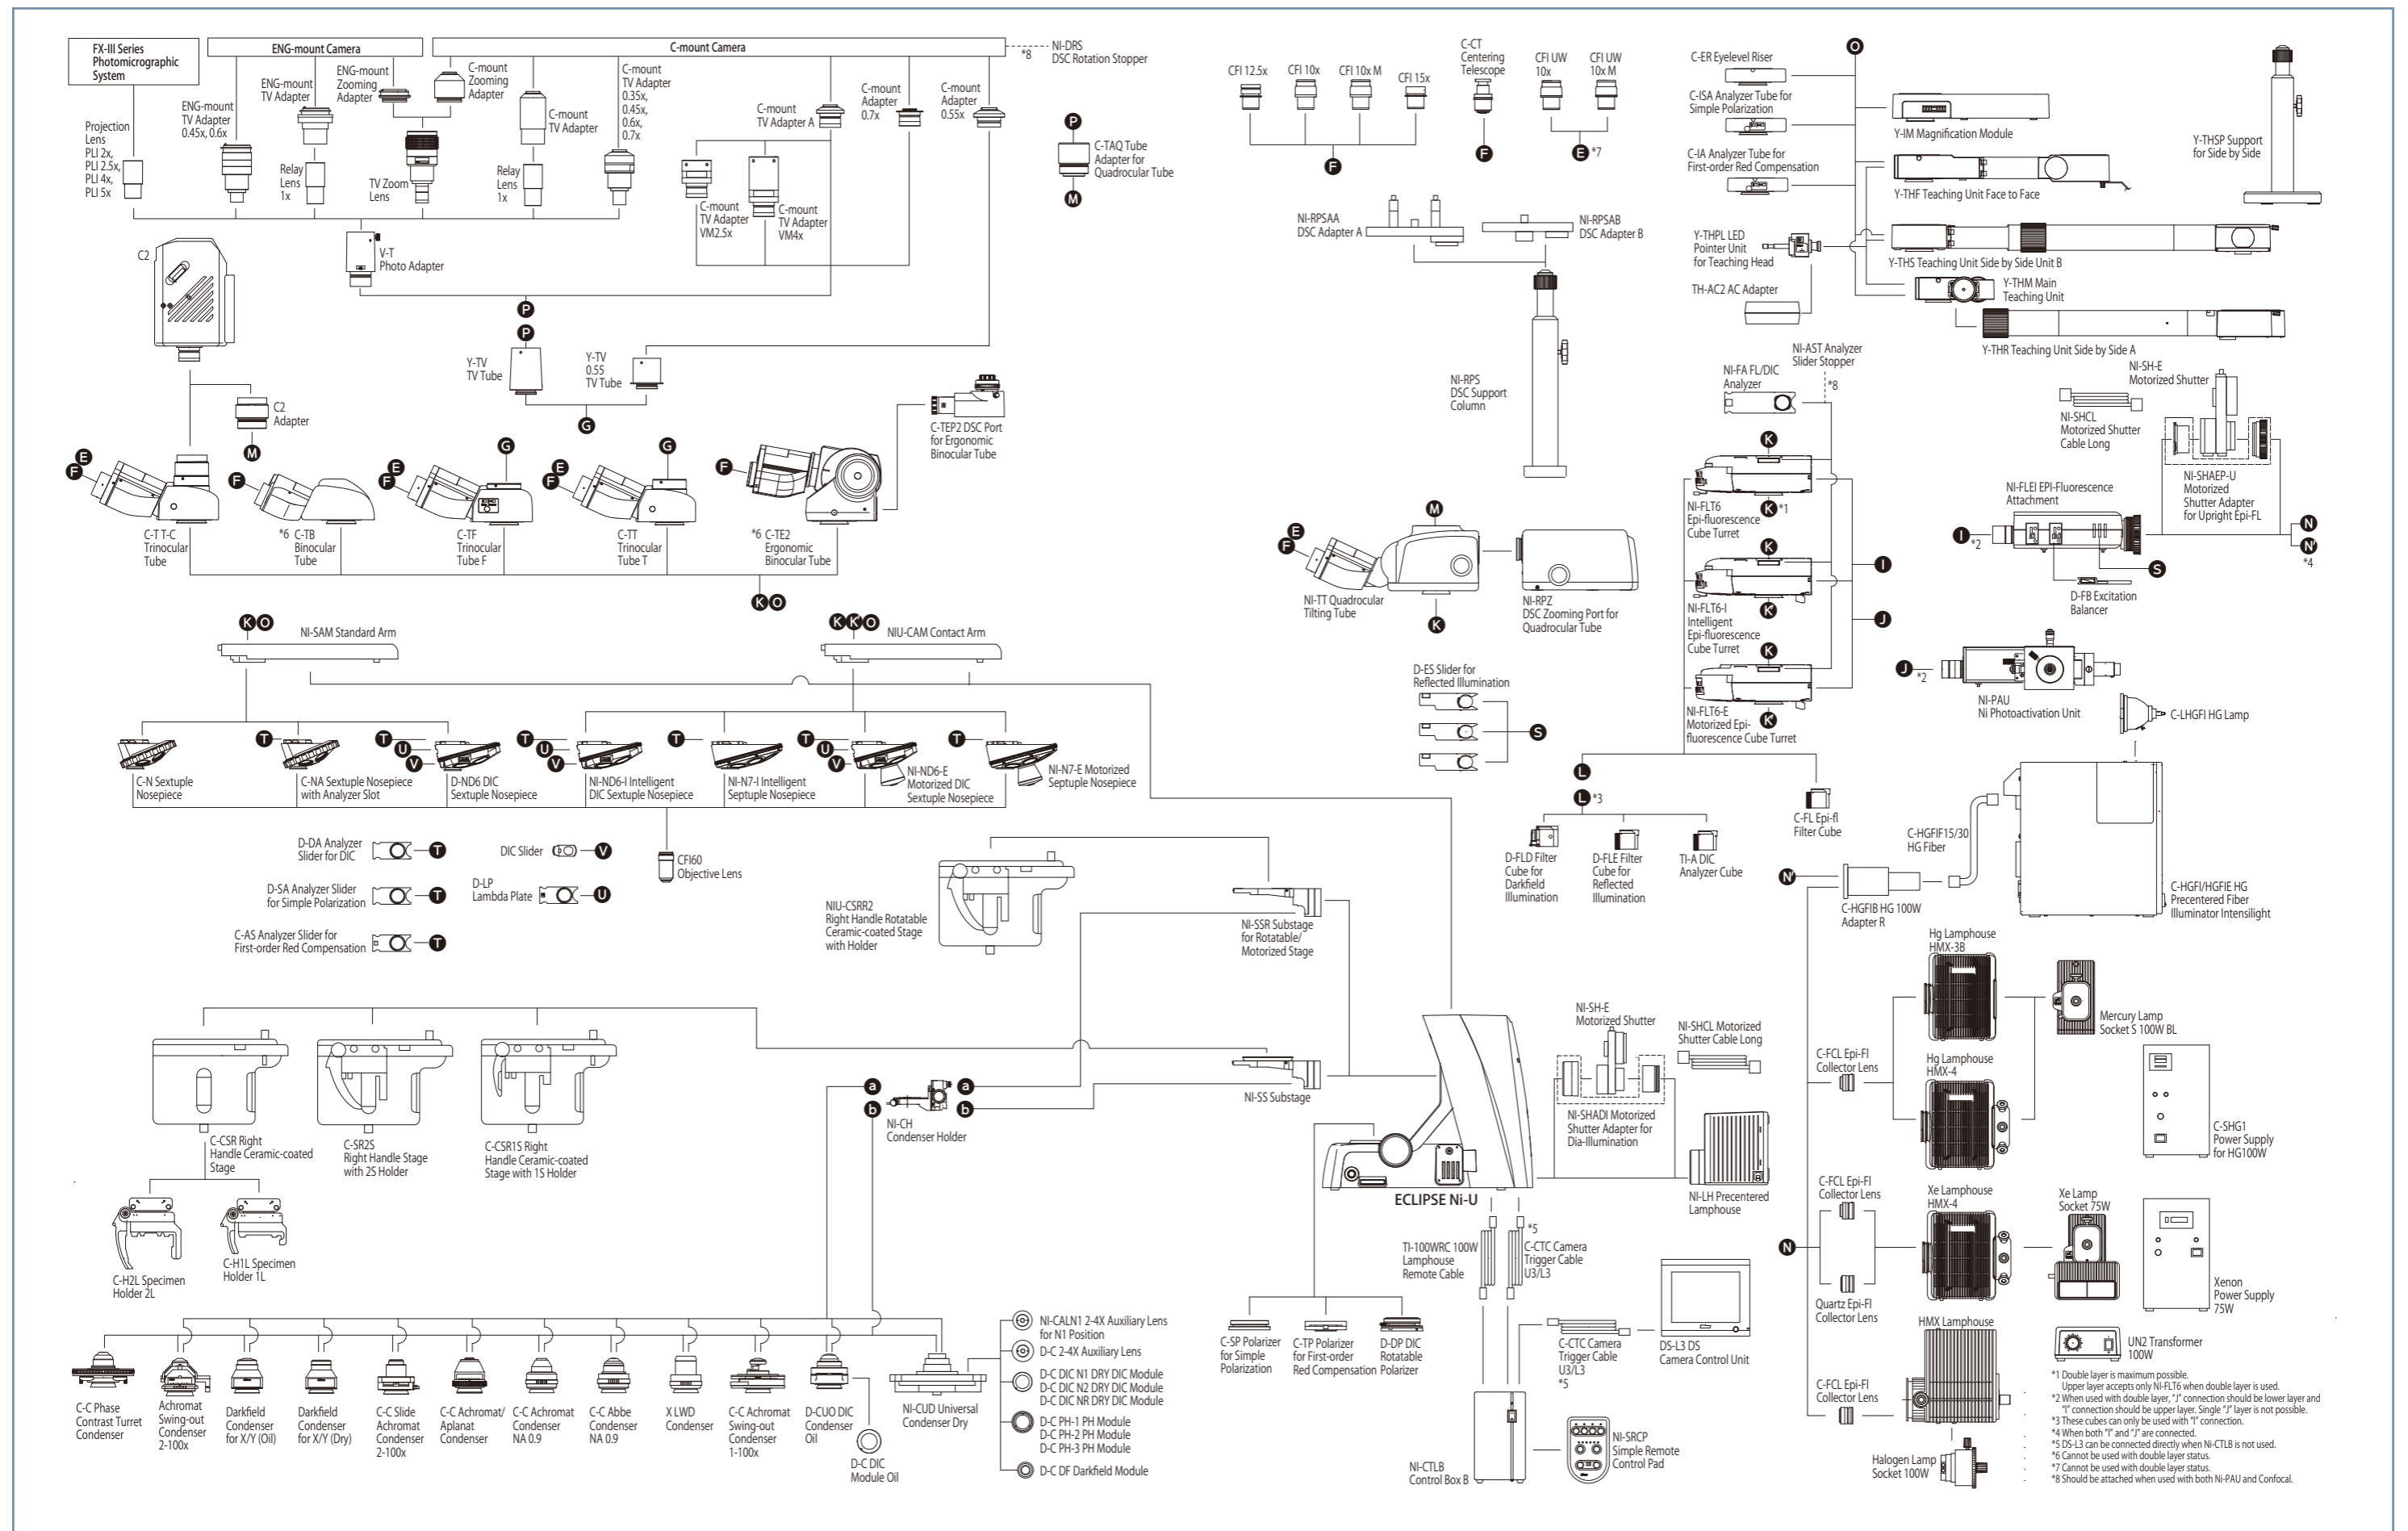 FX-III Series
Photomicrographic
System
ENG-mount Camera
C-mount Camera
*8
NI-DRS
DSC Rotation Stopper
Projection
Lens
PLI 2x,
PLI 2.5x,
PLI 4x,
PLI 5x
ENG-mount
TV Adapter
0.45x, 0.6x
ENG-mount
TV Adapter
Relay
Lens
1x
ENG-mount
Zooming
Adapter
C-mount
Zooming
Adapter
TV Zoom
Lens
C-mount
TV Adapter
Relay
Lens
1x
C-mount
TV Adapter
0.35x,
0.45x,
0.6x,
0.7x
C-mount
TV Adapter A
C-mount
Adapter
0.7x
C-mount
Adapter
0.55x
C-mount
TV Adapter
VM2.5x
C-mount
TV Adapter
VM4x
P
C-TAQ Tube
Adapter for
Quadrocular Tube
M
C2
V-T
Photo Adapter
P
P
Y-TV
TV Tube
Y-TV
0.55
TV Tube
G
C2
Adapter
M
C-TEP2 DSC Port
for Ergonomic
Binocular Tube
E
F
C-T T-C
Trinocular
Tube
F
*6 C-TB
Binocular
Tube
E
F
G
C-TF
Trinocular
Tube F
E
F
G
C-TT
Trinocular
Tube T
F
*6 C-TE2
Ergonomic
Binocular Tube
K O
CFI 12.5x
CFI 10x
CFI 10x M
CFI 15x
F
C-CT
Centering
Telescope
F
CFI UW
10x
CFI UW
10x M
E *7
NI-RPSAA
DSC Adapter A
NI-RPSAB
DSC Adapter B
NI-RPS
DSC Support
Column
M
E
F
NI-TT Quadrocular
Tilting Tube
K
NI-RPZ
DSC Zooming Port for
Quadrocular Tube
O
C-ER Eyelevel Riser
C-ISA Analyzer Tube for
Simple Polarization
C-IA Analyzer Tube for
First-order Red Compensation
Y-IM Magnification Module
Y-THF Teaching Unit Face to Face
Y-THSP Support
for Side by Side
Y-THPL LED
Pointer Unit
for Teaching Head
Y-THS Teaching Unit Side by Side Unit B
TH-AC2 AC Adapter
Y-THM Main
Teaching Unit
Y-THR Teaching Unit Side by Side A
NI-AST Analyzer
Slider Stopper
NI-FA FL/DIC
Analyzer
*8
K
NI-FLT6
Epi-fluorescence
Cube Turret
K' *1
K
NI-FLT6-I
Intelligent
Epi-fluorescence
Cube Turret
K'
K
NI-FLT6-E
Motorized Epi-
fluorescence Cube Turret
K'
I
J
NI-SH-E
Motorized Shutter
NI-SHCL
Motorized Shutter
Cable Long
NI-SHAEP-U
Motorized
Shutter Adapter
for Upright Epi-FL
NI-FLEI EPI-Fluorescence
Attachment
I *2
S
D-FB Excitation
Balancer
N
N'
*4
J *2
NI-PAU
Ni Photoactivation Unit
C-LHGFI HG Lamp
K O
NI-SAM Standard Arm
K K' O
NIU-CAM Contact Arm
C-N Sextuple
Nosepiece
T
C-NA Sextuple Nosepiece
with Analyzer Slot
T
U
V
D-ND6 DIC
Sextuple Nosepiece
T
U
V
NI-ND6-I Intelligent
DIC Sextuple Nosepiece
T
NI-N7-I Intelligent
Septuple Nosepiece
T
U
V
NI-ND6-E
Motorized DIC
Sextuple Nosepiece
T
NI-N7-E Motorized
Septuple Nosepiece
D-ES Slider for
Reflected Illumination
S
L
L' *3
D-FLD Filter
Cube for
Darkfield
Illumination
D-FLE Filter
Cube for
Reflected
Illumination
TI-A DIC
Analyzer Cube
C-FL Epi-fl
Filter Cube
D-DA Analyzer
Slider for DIC
T
D-SA Analyzer Slider
for Simple Polarization
T
C-AS Analyzer Slider for
First-order Red Compensation
T
DIC Slider
V
D-LP
Lambda Plate
U
CFI60
Objective Lens
NIU-CSRR2
Right Handle Rotatable
Ceramic-coated Stage
with Holder
NI-SSR Substage
for Rotatable/
Motorized Stage
C-HGFIF15/30
HG Fiber
N'
C-HGFIB HG 100W
Adapter R
C-HGFI/HGFIE HG
Precentered Fiber
Illuminator Intensilight
Hg Lamphouse
HMX-3B
Mercury Lamp
Socket S 100W BL
C-FCL Epi-Fl
Collector Lens
Hg Lamphouse
HMX-4
C-SHG1
Power Supply
for HG100W
C-FCL Epi-Fl
Collector Lens
Xe Lamphouse
HMX-4
Xe Lamp
Socket 75W
N
Quartz Epi-Fl
Collector Lens
Xenon
Power Supply
75W
HMX Lamphouse
C-FCL Epi-Fl
Collector Lens
UN2 Transformer
100W
Halogen Lamp
Socket 100W
C-CSR Right
Handle Ceramic-coated
Stage
C-SR2S
Right Handle Stage
with 2S Holder
C-CSR1S Right
Handle Ceramic-coated
Stage with 1S Holder
C-H2L Specimen
Holder 2L
C-H1L Specimen
Holder 1L
a
b
NI-CH
Condenser Holder
a
b
NI-SS Substage
NI-SH-E
Motorized Shutter
NI-SHCL Motorized
Shutter Cable Long
NI-SHADI Motorized
Shutter Adapter for
Dia-Illumination
NI-LH Precentered
Lamphouse
ECLIPSE Ni-U
TI-100WRC 100W
Lamphouse
Remote Cable
*5
C-CTC Camera
Trigger Cable
U3/L3
C-CTC Camera
Trigger Cable
U3/L3
*5
DS-L3 DS
Camera Control Unit
NI-CTLB
Control Box B
NI-SRCP
Simple Remote
Control Pad
C-SP Polarizer
for Simple
Polarization
C-TP Polarizer
for First-order
Red Compensation
D-DP DIC
Rotatable
Polarizer
C-C Phase
Contrast Turret
Condenser
Achromat
Swing-out
Condenser
2-100x
Darkfield
Condenser
for X/Y (Oil)
Darkfield
Condenser
for X/Y (Dry)
C-C Slide
Achromat
Condenser
2-100x
C-C Achromat/
Aplanat
Condenser
C-C Achromat
Condenser
NA 0.9
C-C Abbe
Condenser
NA 0.9
X LWD
Condenser
C-C Achromat
Swing-out
Condenser
1-100x
D-CUO DIC
Condenser
Oil
D-C DIC
Module Oil
NI-CUD Universal
Condenser Dry
NI-CALN1 2-4X Auxiliary Lens
for N1 Position
D-C 2-4X Auxiliary Lens
D-C DIC N1 DRY DIC Module
D-C DIC N2 DRY DIC Module
D-C DIC NR DRY DIC Module
D-C PH-1 PH Module
D-C PH-2 PH Module
D-C PH-3 PH Module
D-C DF Darkfield Module
*1 Double layer is maximum possible.
Upper layer accepts only NI-FLT6 when double layer is used.
*2 When used with double layer, "J" connection should be lower layer and
"I" connection should be upper layer. Single "J" layer is not possible.
*3 These cubes can only be used with "I" connection.
*4 When both "I" and "J" are connected.
*5 DS-L3 can be connected directly when Ni-CTLB is not used.
*6 Cannot be used with double layer status.
*7 Cannot be used with double layer status.
*8 Should be attached when used with both Ni-PAU and Confocal.